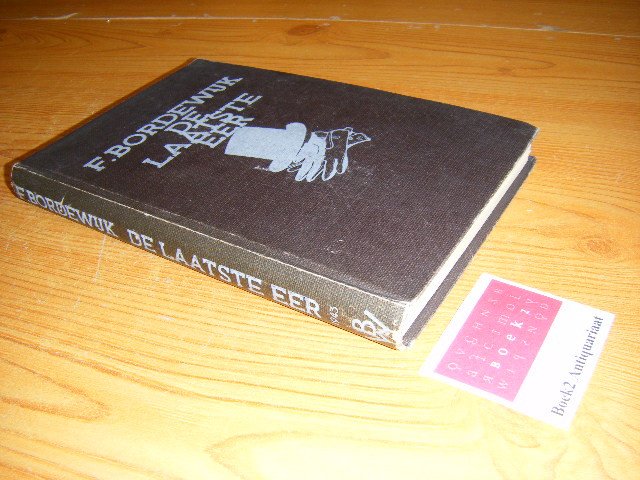 F. BORDEWIJK
DE
LAATSTE
EER
F. BORDEWIJK DE LAATSTE EER
Boek2 Antiquariaat